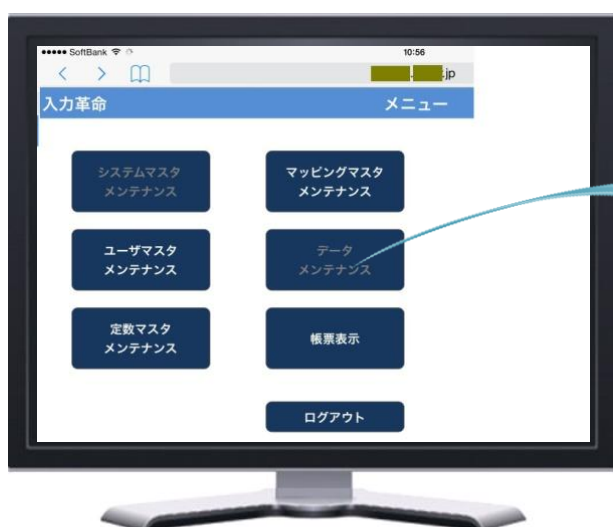 SoftBank 10:56
.jp
入力革命 メニュー
システムマスタ
メンテナンス
マッピングマスタ
メンテナンス
ユーザマスタ
メンテナンス
データ
メンテナンス
定数マスタ
メンテナンス
帳票表示
ログアウト